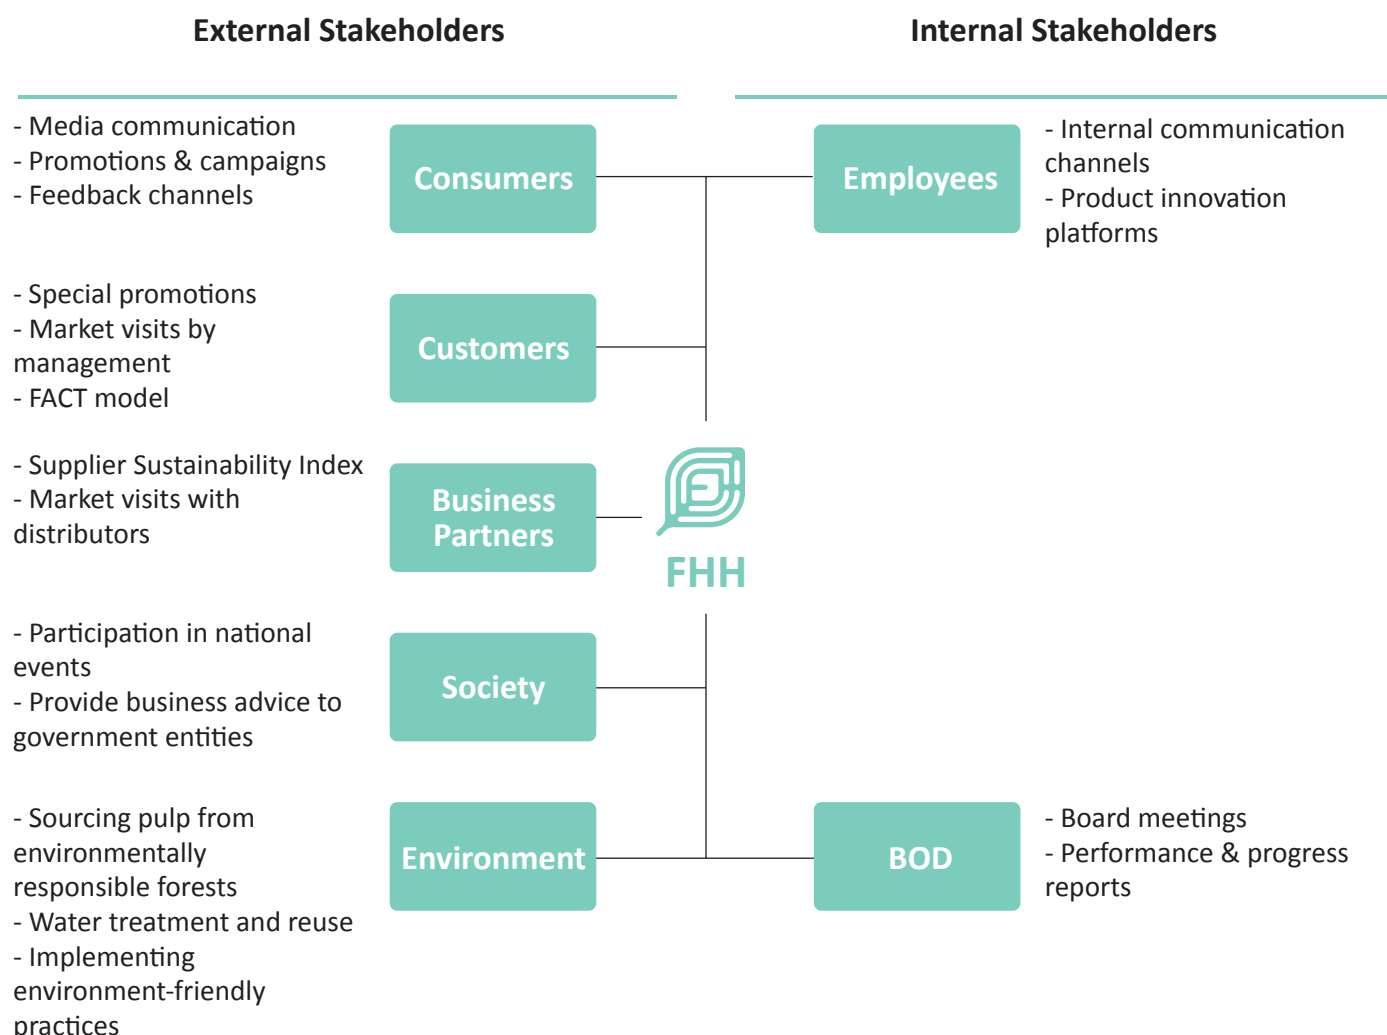 External Stakeholders
Internal Stakeholders
- Media communication
- Promotions & campaigns
- Feedback channels
Consumers
Employees
- Internal communication
channels
- Product innovation
platforms
- Special promotions
- Market visits by
management
- FACT model
Customers
- Supplier Sustainability Index
- Market visits with
distributors
Business
Partners
FHH
- Participation in national
events
- Provide business advice to
government entities
Society
- Sourcing pulp from
environmentally
responsible forests
- Water treatment and reuse
- Implementing
environment-friendly
practices
Environment
BOD
- Board meetings
- Performance & progress
reports